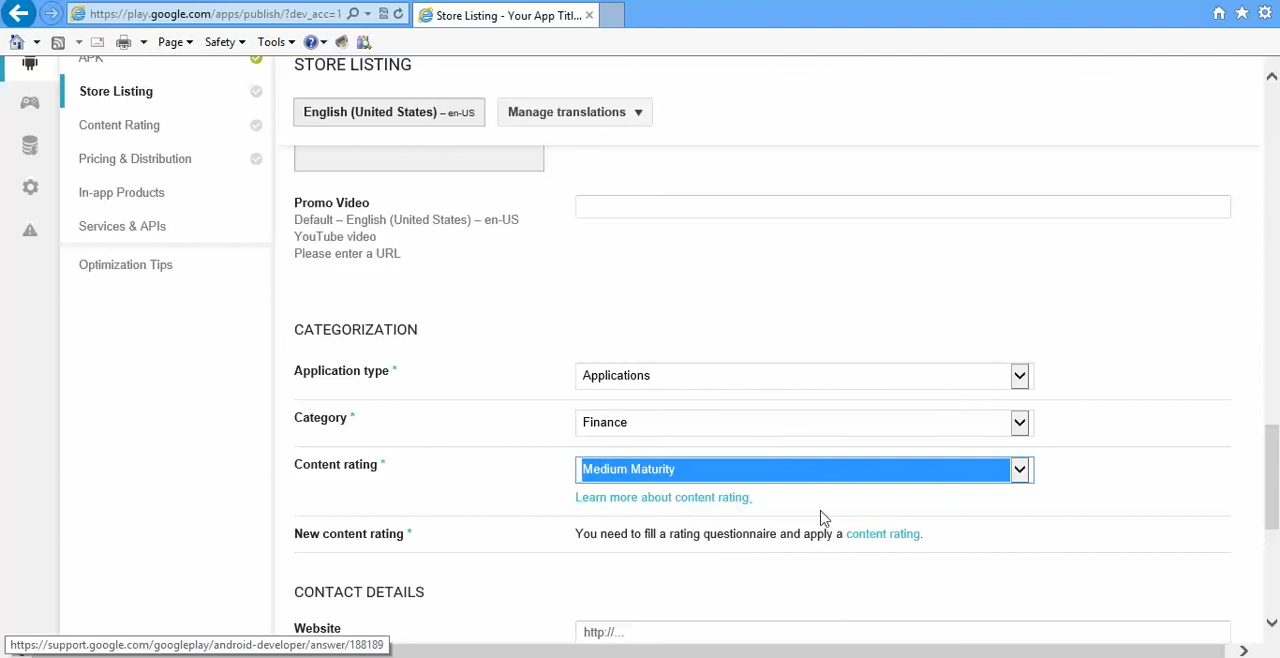 https://play.google.com/apps/publish/?dev_acc=1
Store Listing - Your App Titl...
Page
Safety
Tools
APK
Store Listing
Content Rating
Pricing & Distribution
In-app Products
Services & APIs
Optimization Tips
STORE LISTING
English (United States) – en-US
Manage translations
Promo Video
Default – English (United States) – en-US
YouTube video
Please enter a URL
CATEGORIZATION
Application type *
Applications
Category *
Finance
Content rating *
Medium Maturity
Learn more about content rating.
New content rating *
You need to fill a rating questionnaire and apply a content rating.
CONTACT DETAILS
Website
http://...
https://support.google.com/googleplay/android-developer/answer/188189